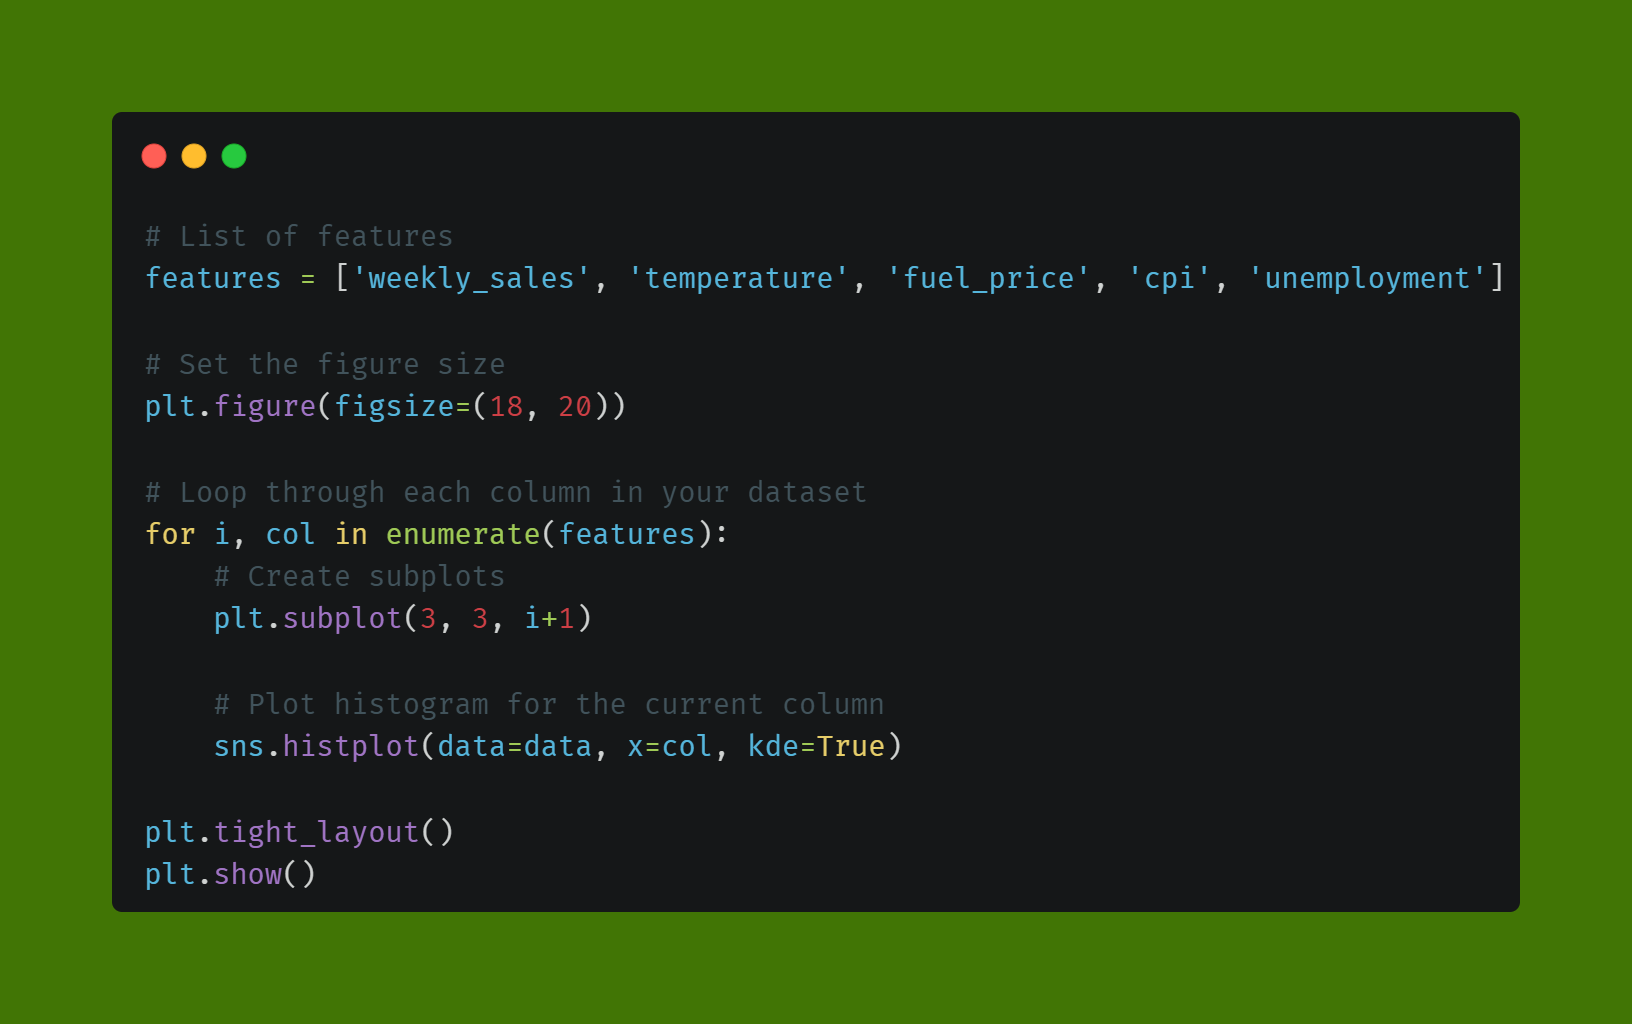 # List of features
features = ['weekly_sales', 'temperature', 'fuel_price', 'cpi', 'unemployment']
# Set the figure size
plt.figure(figsize=(18, 20))
# Loop through each column in your dataset
for i, col in enumerate(features):
    # Create subplots
    plt.subplot(3, 3, i+1)
    # Plot histogram for the current column
    sns.histplot(data=data, x=col, kde=True)
plt.tight_layout()
plt.show()